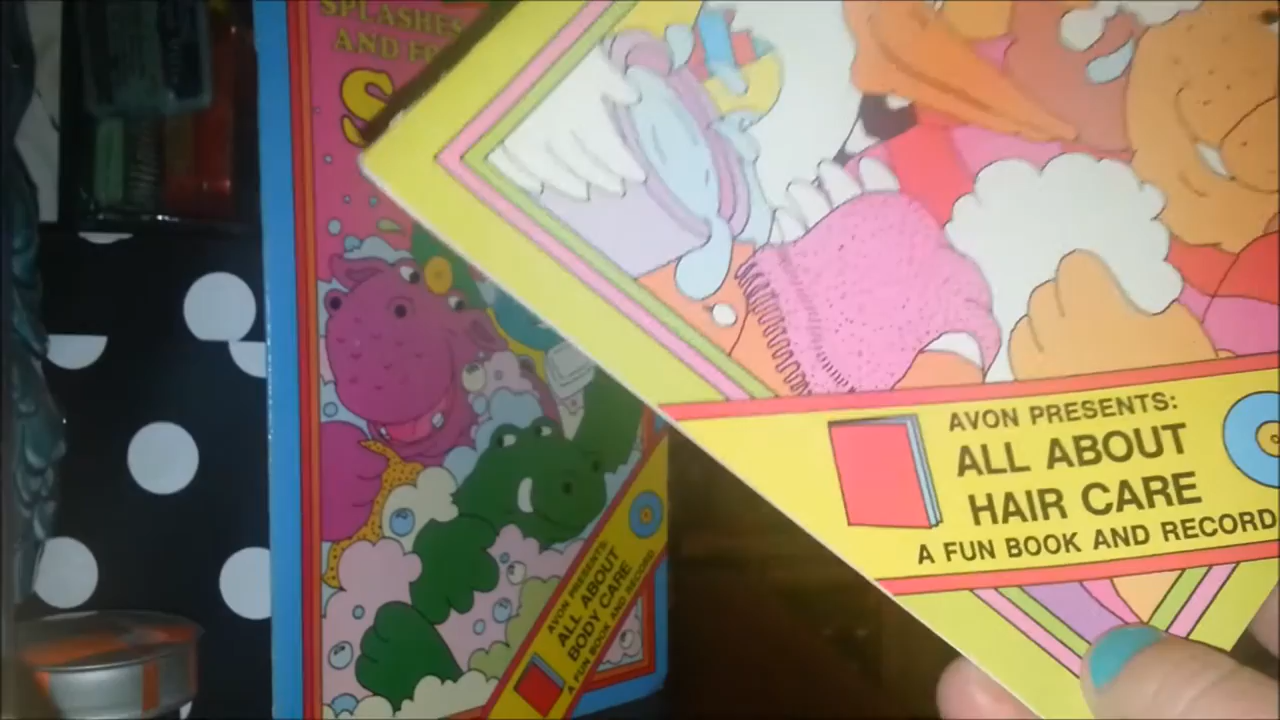 SPLASHES
AND
S
AVON PRESENTS:
ALL ABOUT
HAIR CARE
A FUN BOOK AND RECORD
AVON PRESENTS:
ALL ABOUT
BODY CARE
A FUN BOOK AND RECORD